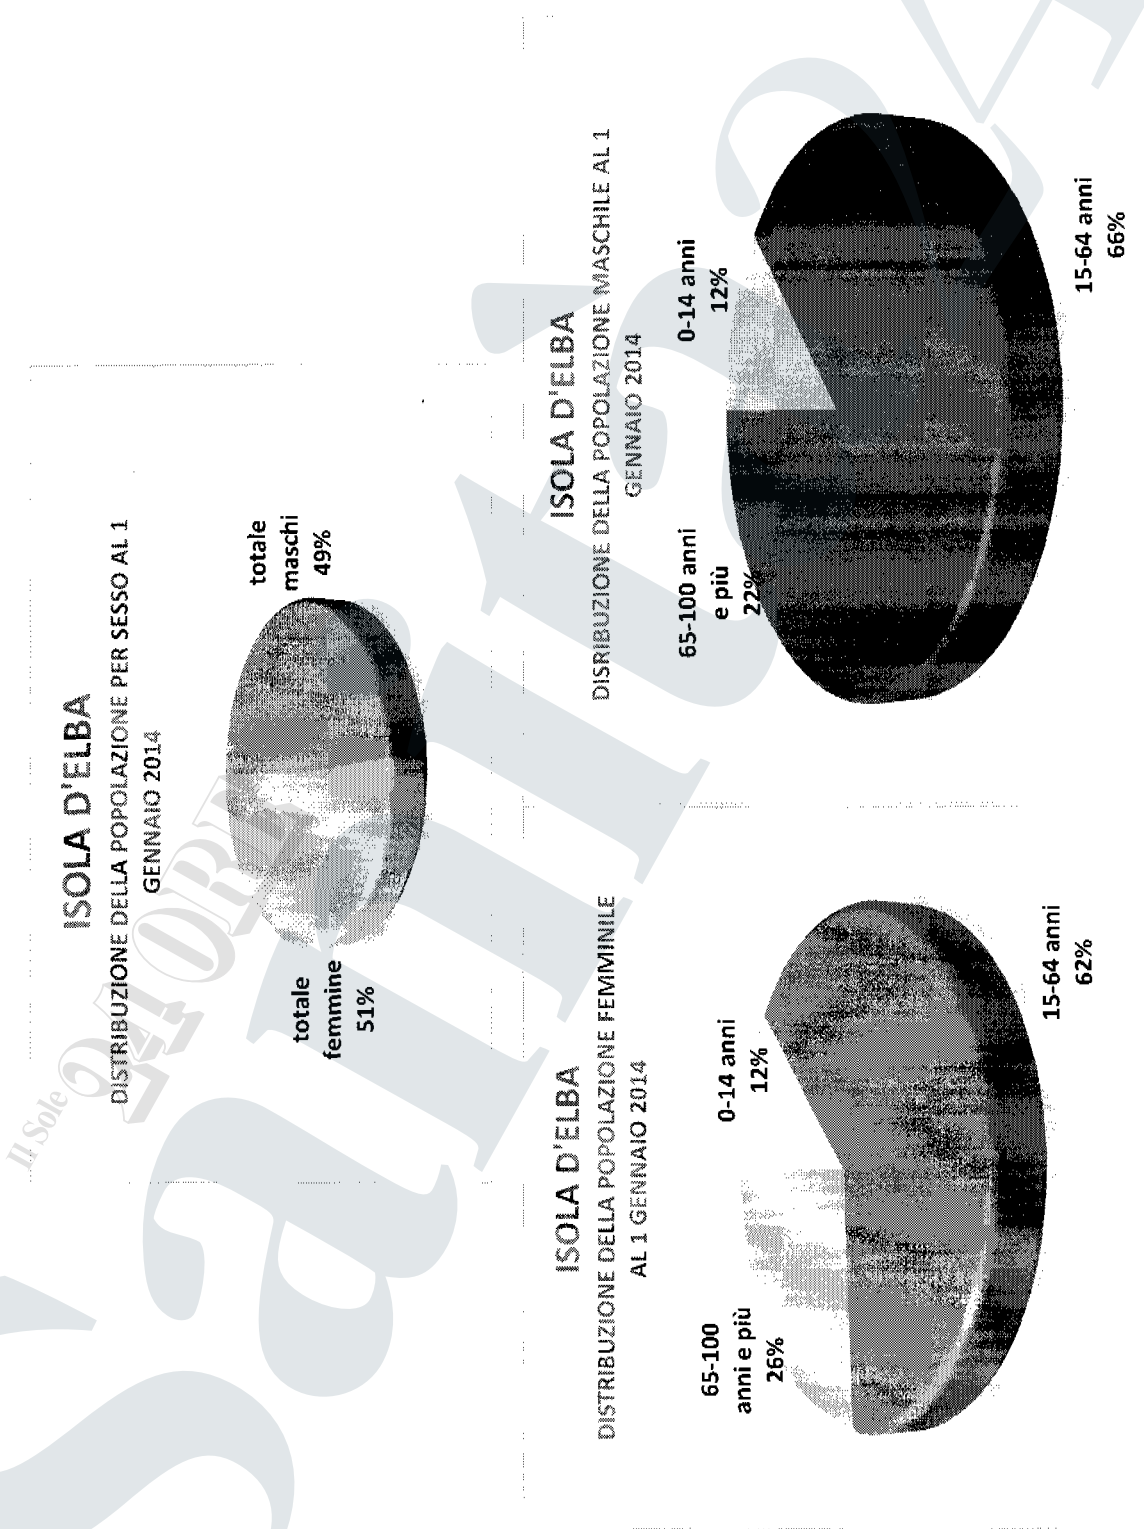 ISOLA D'ELBA
DISTRIBUZIONE DELLA POPOLAZIONE PER SESSO AL 1
GENNAIO 2014
totale
maschi
49%
totale
femmine
51%
ISOLA D'ELBA
DISTRIBUZIONE DELLA POPOLAZIONE FEMMINILE
AL 1 GENNAIO 2014
65-100
anni e più
26%
0-14 anni
12%
15-64 anni
62%
ISOLA D'ELBA
DISRIBUZIONE DELLA POPOLAZIONE MASCHILE AL 1
GENNAIO 2014
65-100 anni
e più
22%
0-14 anni
12%
15-64 anni
66%
Il Sole 24 ORE
Sanità24